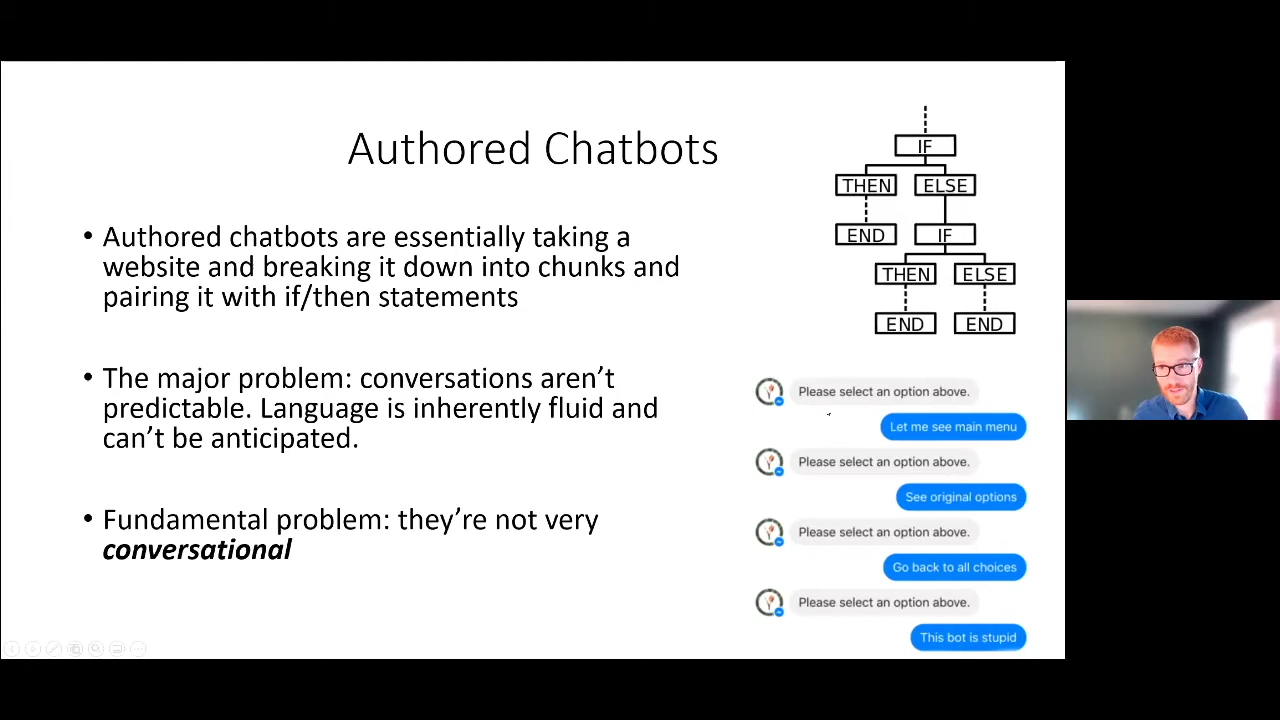 Authored Chatbots
• Authored chatbots are essentially taking a
website and breaking it down into chunks and
pairing it with if/then statements
• The major problem: conversations aren’t
predictable. Language is inherently fluid and
can’t be anticipated.
• Fundamental problem: they’re not very
conversational
IF
THEN ELSE
END IF
THEN ELSE
END END
Please select an option above.
Let me see main menu
Please select an option above.
See original options
Please select an option above.
Go back to all choices
Please select an option above.
This bot is stupid